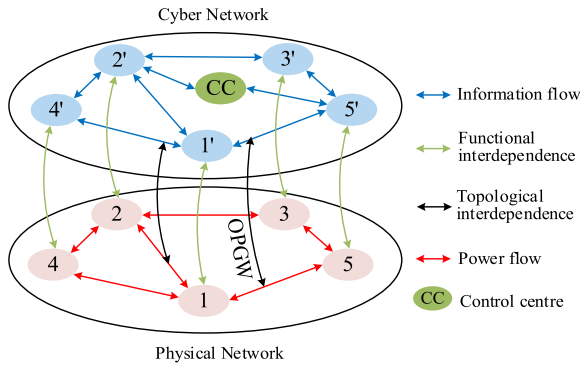 Cyber Network
2'
3'
CC
4'
5'
1'
2
3
OPGW
4
5
1
Physical Network
Information flow
Functional
interdependence
Topological
interdependence
Power flow
CC
Control centre